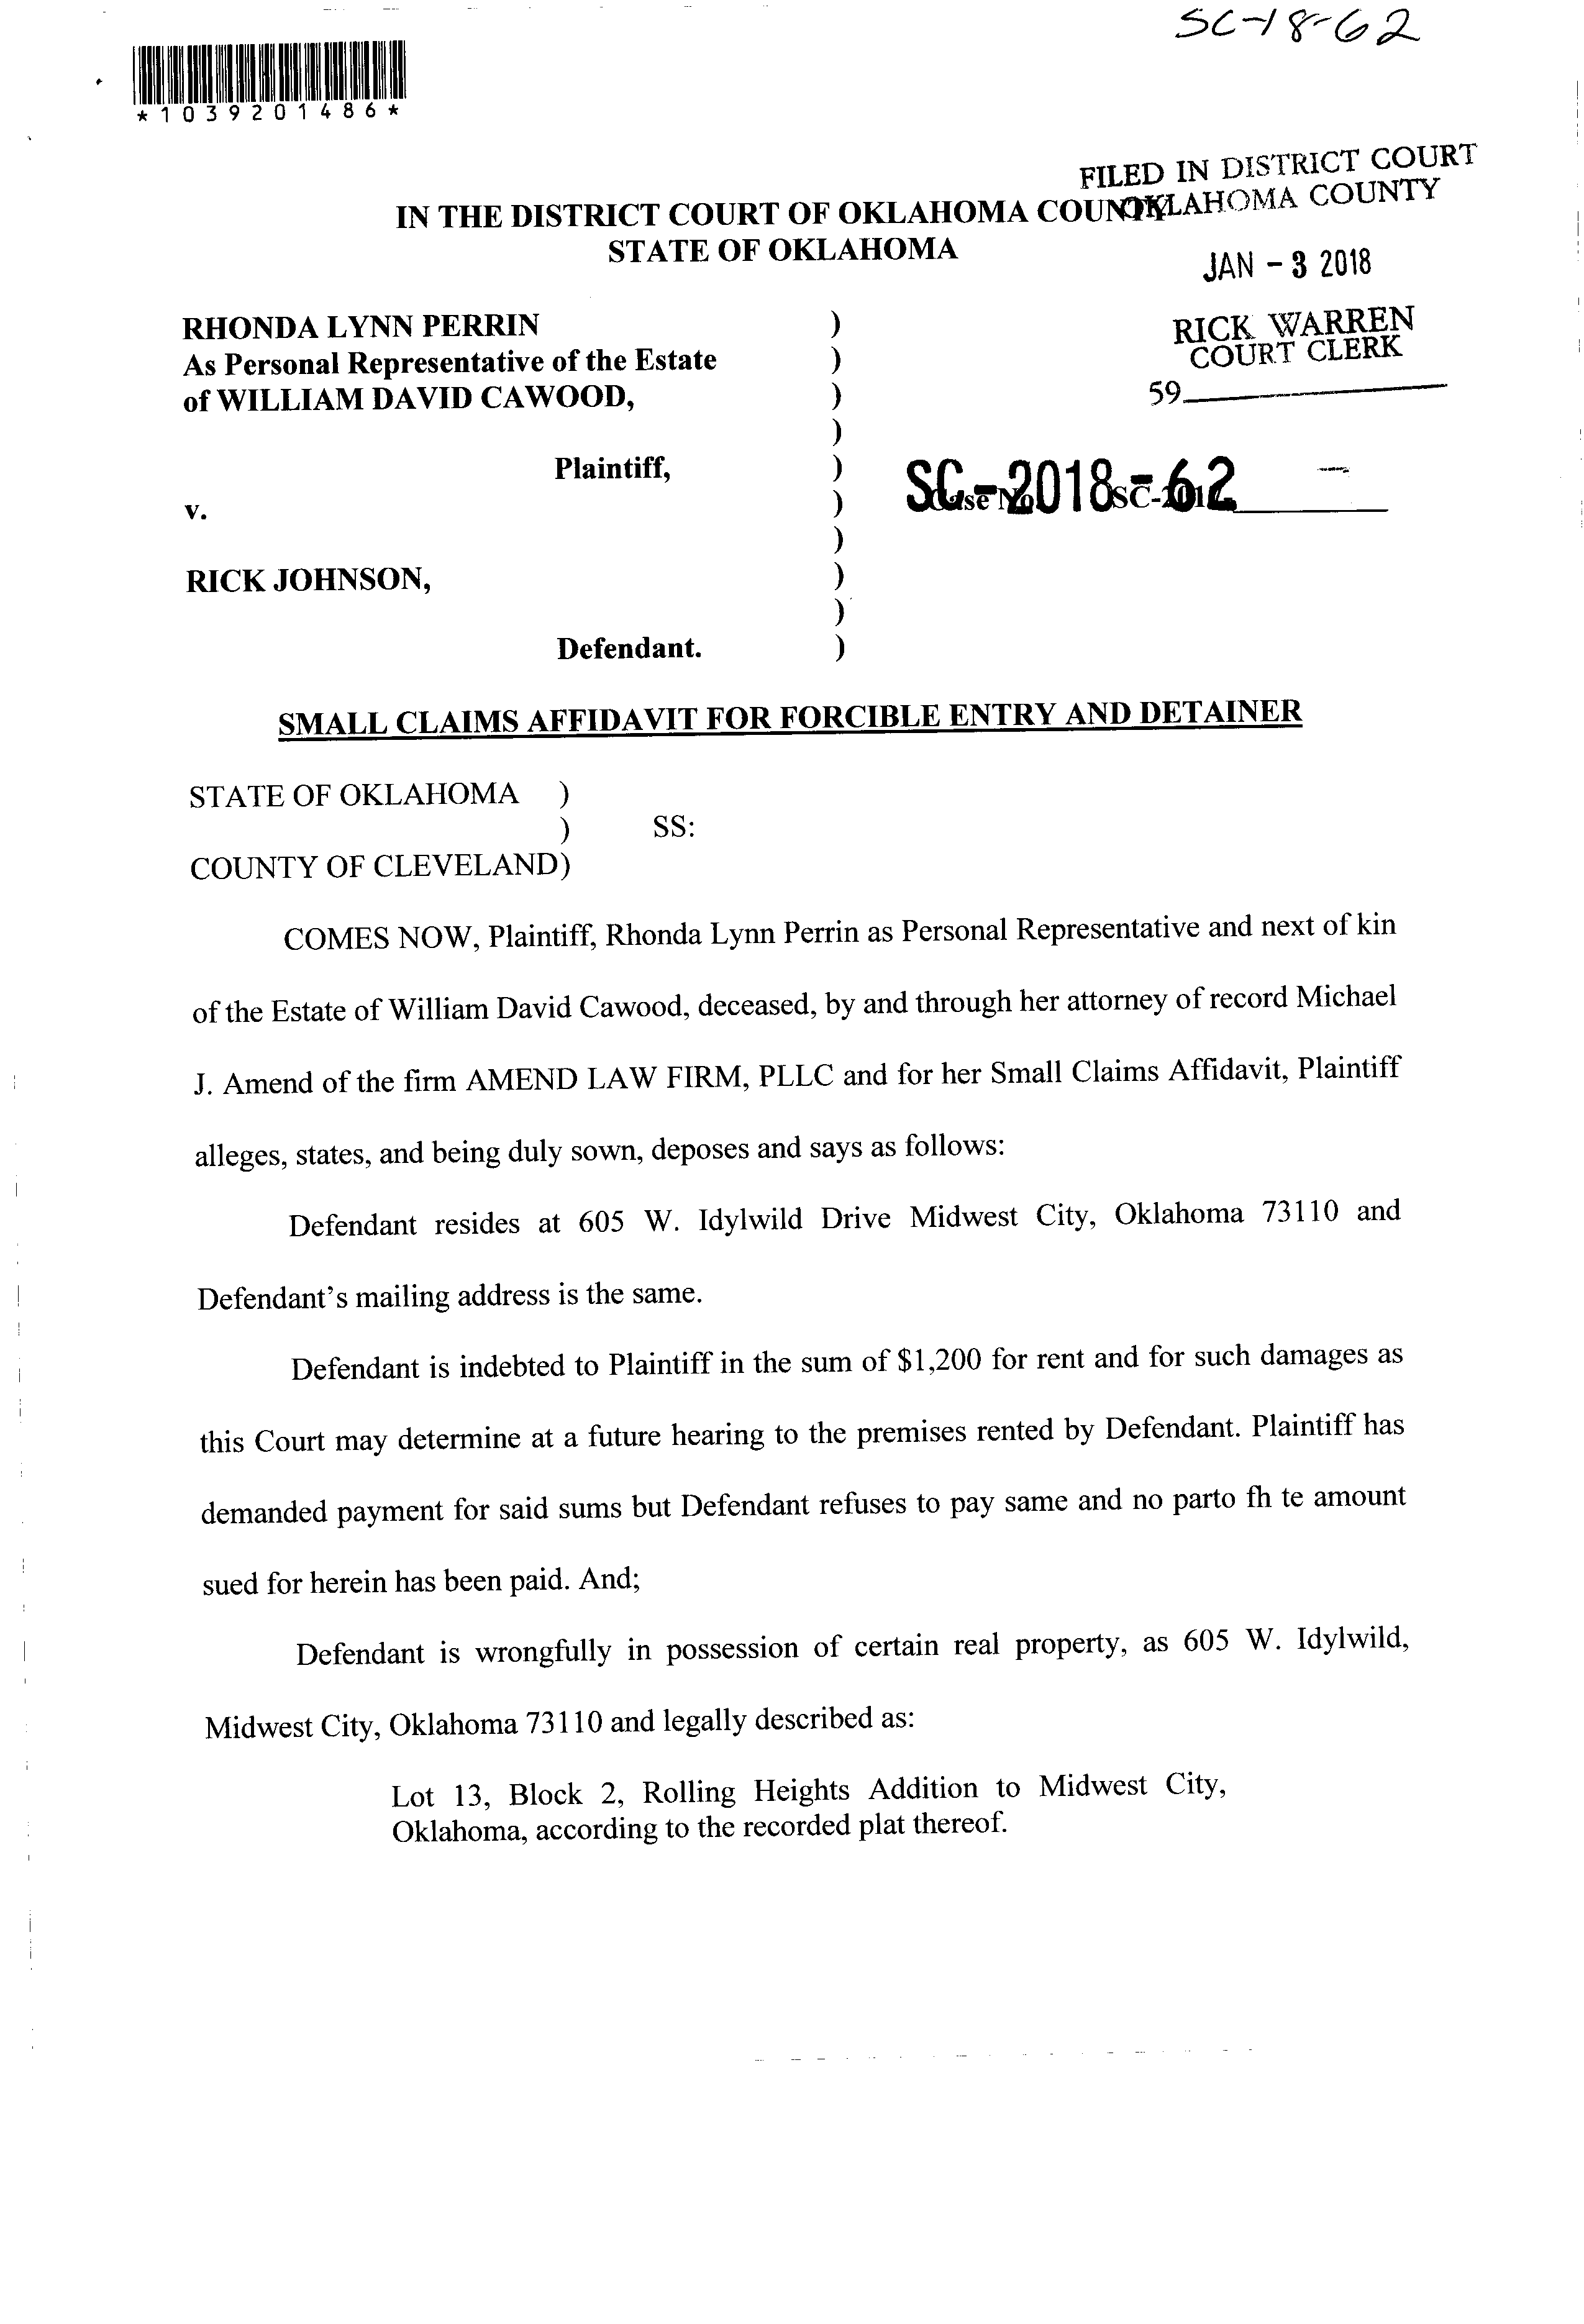 SC-18-62
*1039201486*
FILED IN DISTRICT COURT
OKLAHOMA COUNTY
IN THE DISTRICT COURT OF OKLAHOMA COUNTY
STATE OF OKLAHOMA
JAN - 3 2018
RICK WARREN
COURT CLERK
59
RHONDA LYNN PERRIN )
As Personal Representative of the Estate )
of WILLIAM DAVID CAWOOD, )
)
Plaintiff, )
SC-2018-62
v. ) Case No. SC-201
)
RICK JOHNSON, )
)
Defendant. )
SMALL CLAIMS AFFIDAVIT FOR FORCIBLE ENTRY AND DETAINER
STATE OF OKLAHOMA )
) SS:
COUNTY OF CLEVELAND)
COMES NOW, Plaintiff, Rhonda Lynn Perrin as Personal Representative and next of kin
of the Estate of William David Cawood, deceased, by and through her attorney of record Michael
J. Amend of the firm AMEND LAW FIRM, PLLC and for her Small Claims Affidavit, Plaintiff
alleges, states, and being duly sown, deposes and says as follows:
Defendant resides at 605 W. Idylwild Drive Midwest City, Oklahoma 73110 and
Defendant's mailing address is the same.
Defendant is indebted to Plaintiff in the sum of $1,200 for rent and for such damages as
this Court may determine at a future hearing to the premises rented by Defendant. Plaintiff has
demanded payment for said sums but Defendant refuses to pay same and no parto fh te amount
sued for herein has been paid. And;
Defendant is wrongfully in possession of certain real property, as 605 W. Idylwild,
Midwest City, Oklahoma 73110 and legally described as:
Lot 13, Block 2, Rolling Heights Addition to Midwest City,
Oklahoma, according to the recorded plat thereof.